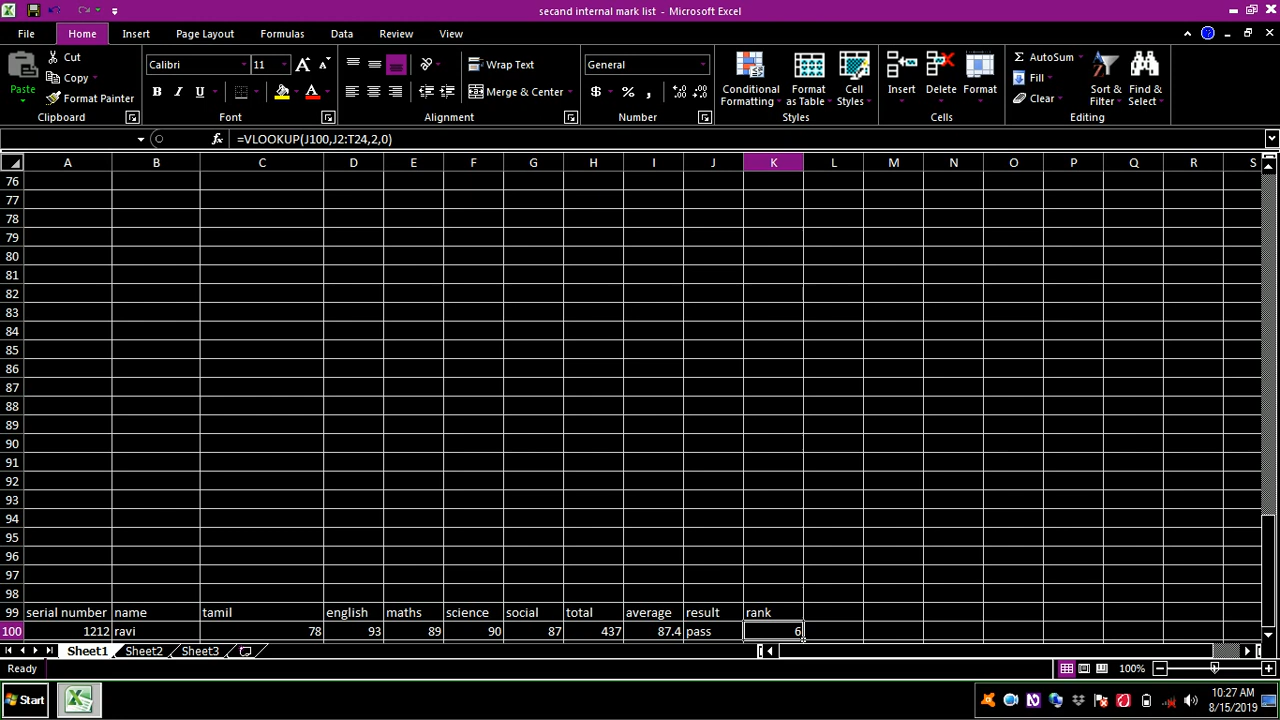 secand internal mark list - Microsoft Excel
File Home Insert Page Layout Formulas Data Review View
Paste Cut Copy Format Painter Clipboard
Calibri 11 A A B I U A Font
Wrap Text Merge & Center Alignment
General $ % , .0 .00 .00 .0 Number
Conditional Formatting Format as Table Cell Styles Styles
Insert Delete Format Cells
AutoSum Fill Clear Sort & Filter Find & Select Editing
fx =VLOOKUP(J100,J2:T24,2,0)
A B C D E F G H I J K L M N O P Q R S
76
77
78
79
80
81
82
83
84
85
86
87
88
89
90
91
92
93
94
95
96
97
98
99 serial number name tamil english maths science social total average result rank
100 1212 ravi 78 93 89 90 87 437 87.4 pass 6
Sheet1 Sheet2 Sheet3
Ready 100%
Start 10:27 AM
8/15/2019